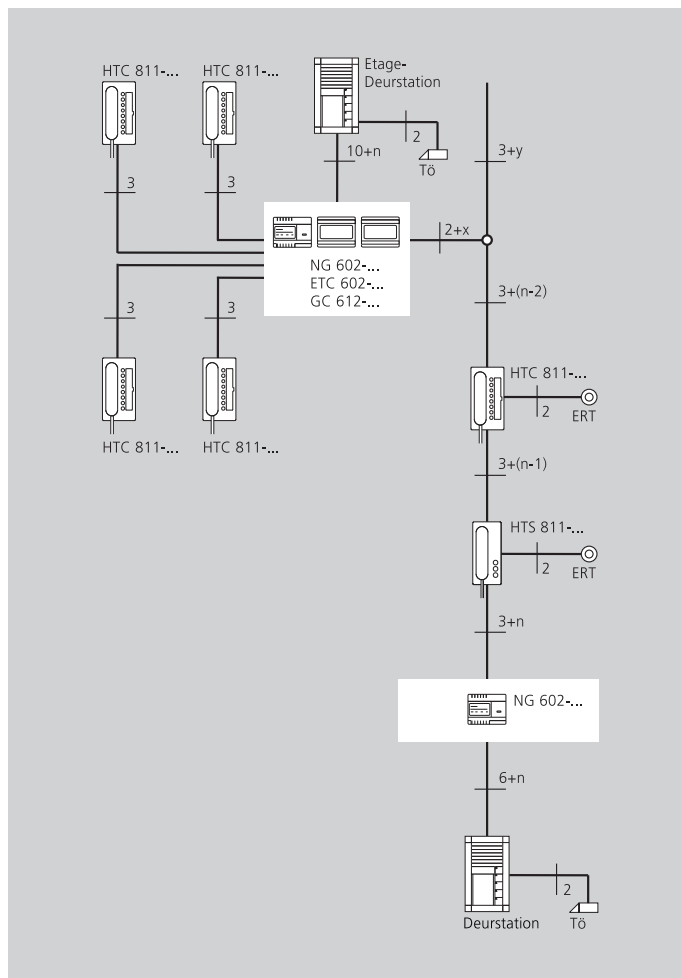 HTC 811-...
HTC 811-...
Etage-
Deurstation
2
Tö
10+n
3+y
3
3
2+x
NG 602-...
ETC 602-...
GC 612-...
3+(n-2)
3
3
HTC 811-...
2
ERT
HTC 811-...
HTC 811-...
3+(n-1)
HTS 811-...
2
ERT
3+n
NG 602-...
6+n
2
Deurstation
Tö